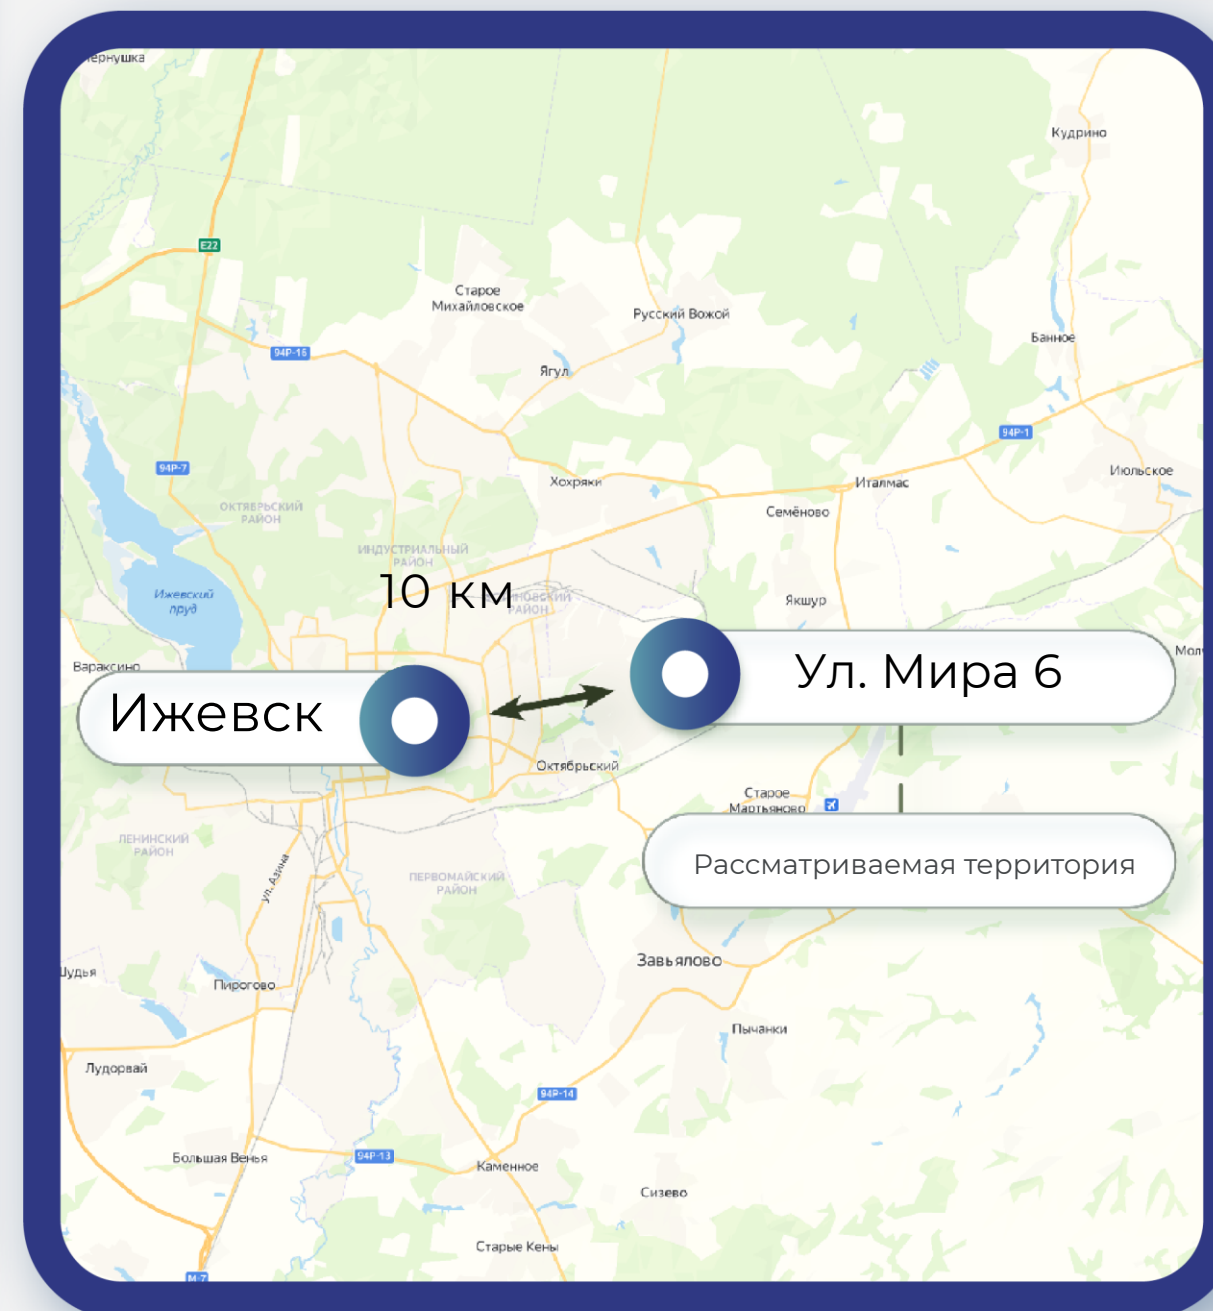 Кудрино
E22
Старое
Михайловское
Русский Вожой
Банное
94Р-16
Ягул
94Р-1
94Р-7
Июльское
Хохряки
Италмас
ОКТЯБРЬСКИЙ
РАЙОН
Семёново
ИНДУСТРИАЛЬНЫЙ
РАЙОН
10 км
РАЙОН
Ижевский
пруд
Якшур
Вараксино
Ул. Мира 6
Ижевск
Октябрьский
Старое
Мартьяново
ЛЕНИНСКИЙ
РАЙОН
ул. Азина
Рассматриваемая территория
ПЕРВОМАЙСКИЙ
РАЙОН
Завьялово
Пирогово
Пычанки
Лудорвай
94Р-14
Большая Венья
94Р-13
Каменное
Сизево
Старые Кены
М-7